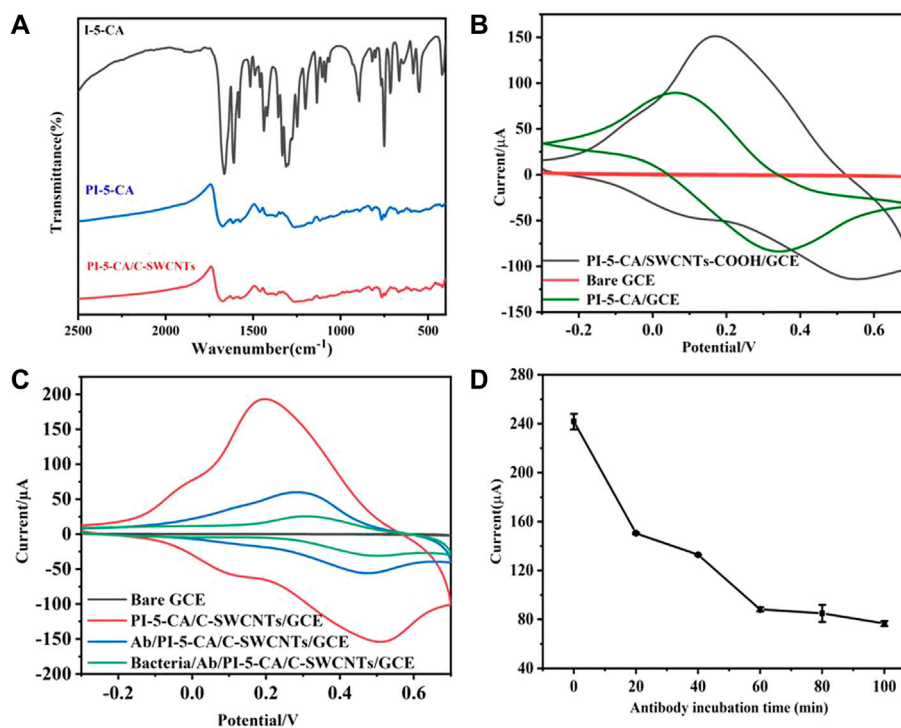 A
I-5-CA
PI-5-CA
PI-5-CA/C-SWCNTs
Transmittance(%)
2500 2000 1500 1000 500
Wavenumber(cm-1)
B
150
100
50
0
-50
-100
-150
Current/μA
PI-5-CA/SWCNTs-COOH/GCE
Bare GCE
PI-5-CA/GCE
-0.2 0.0 0.2 0.4 0.6
Potential/V
C
200
150
100
50
0
-50
-100
-150
-200
Current/μA
Bare GCE
PI-5-CA/C-SWCNTs/GCE
Ab/PI-5-CA/C-SWCNTs/GCE
Bacteria/Ab/PI-5-CA/C-SWCNTs/GCE
-0.2 0.0 0.2 0.4 0.6
Potential/V
D
280
240
200
160
120
80
40
Current(μA)
0 20 40 60 80 100
Antibody incubation time (min)